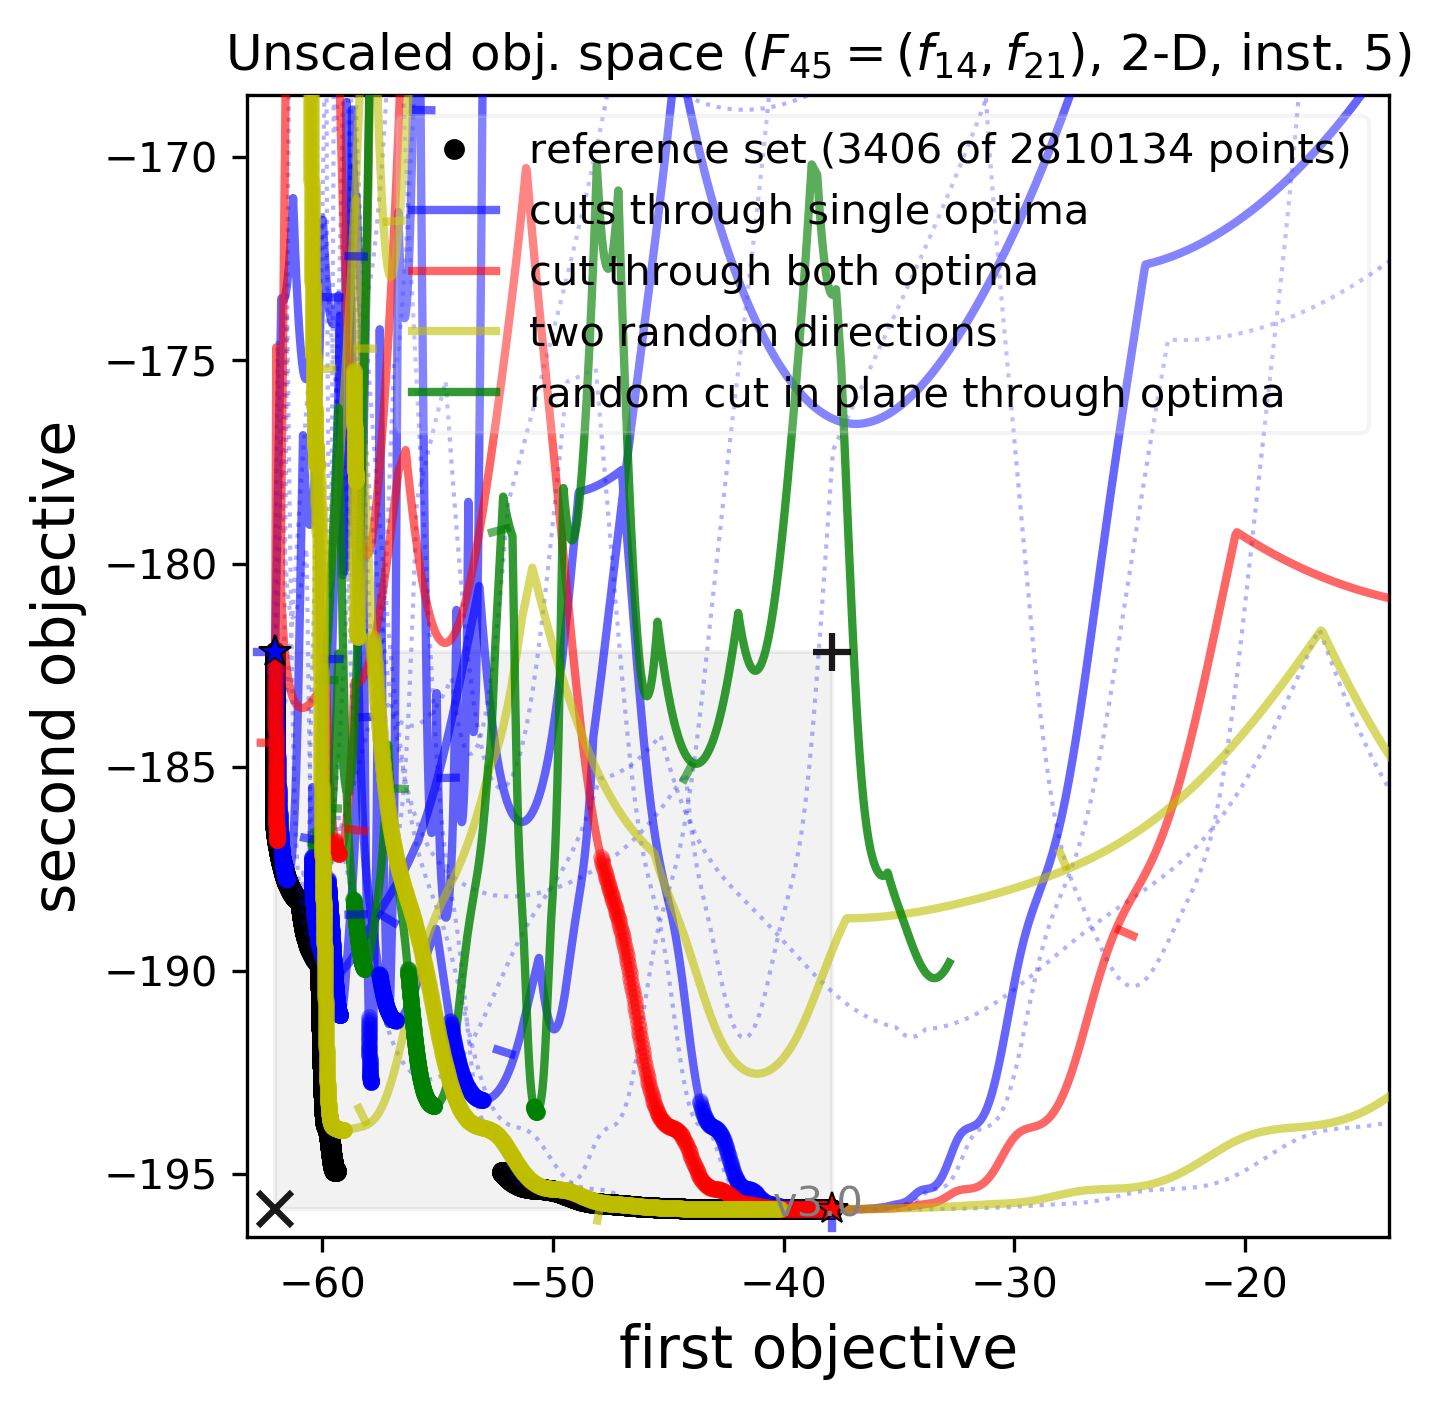 Unscaled obj. space (F₄₅ = (f₁₄, f₂₁), 2-D, inst. 5)
reference set (3406 of 2810134 points)
cuts through single optima
cut through both optima
two random directions
random cut in plane through optima
second objective
−170
−175
−180
−185
−190
−195
v3.0
−60
−50
−40
−30
−20
first objective